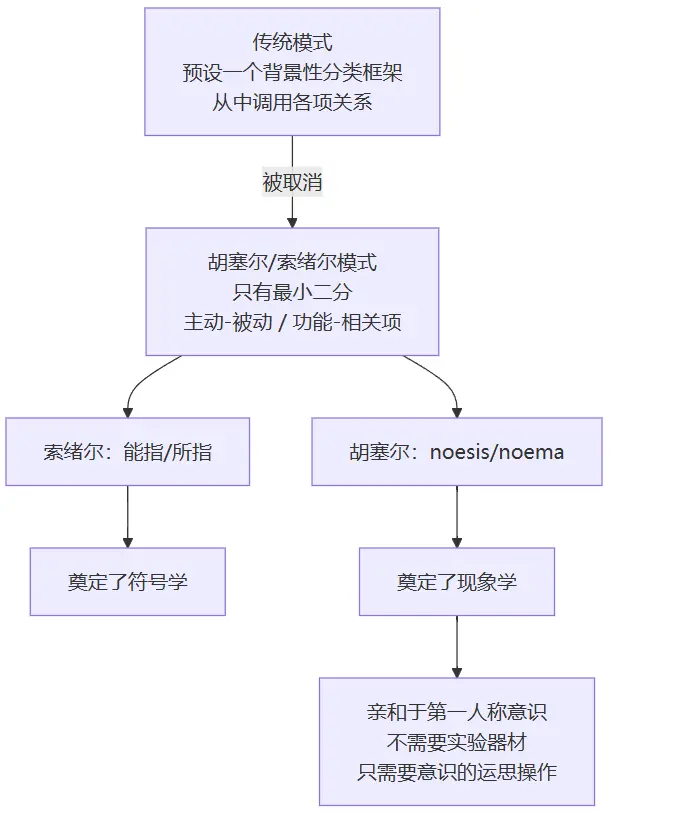 传统模式
预设一个背景性分类框架
从中调用各项关系
被取消
胡塞尔/索绪尔模式
只有最小二分
主动-被动 / 功能-相关项
索绪尔：能指/所指
胡塞尔：noesis/noema
奠定了符号学
奠定了现象学
亲和于第一人称意识
不需要实验器材
只需要意识的运思操作